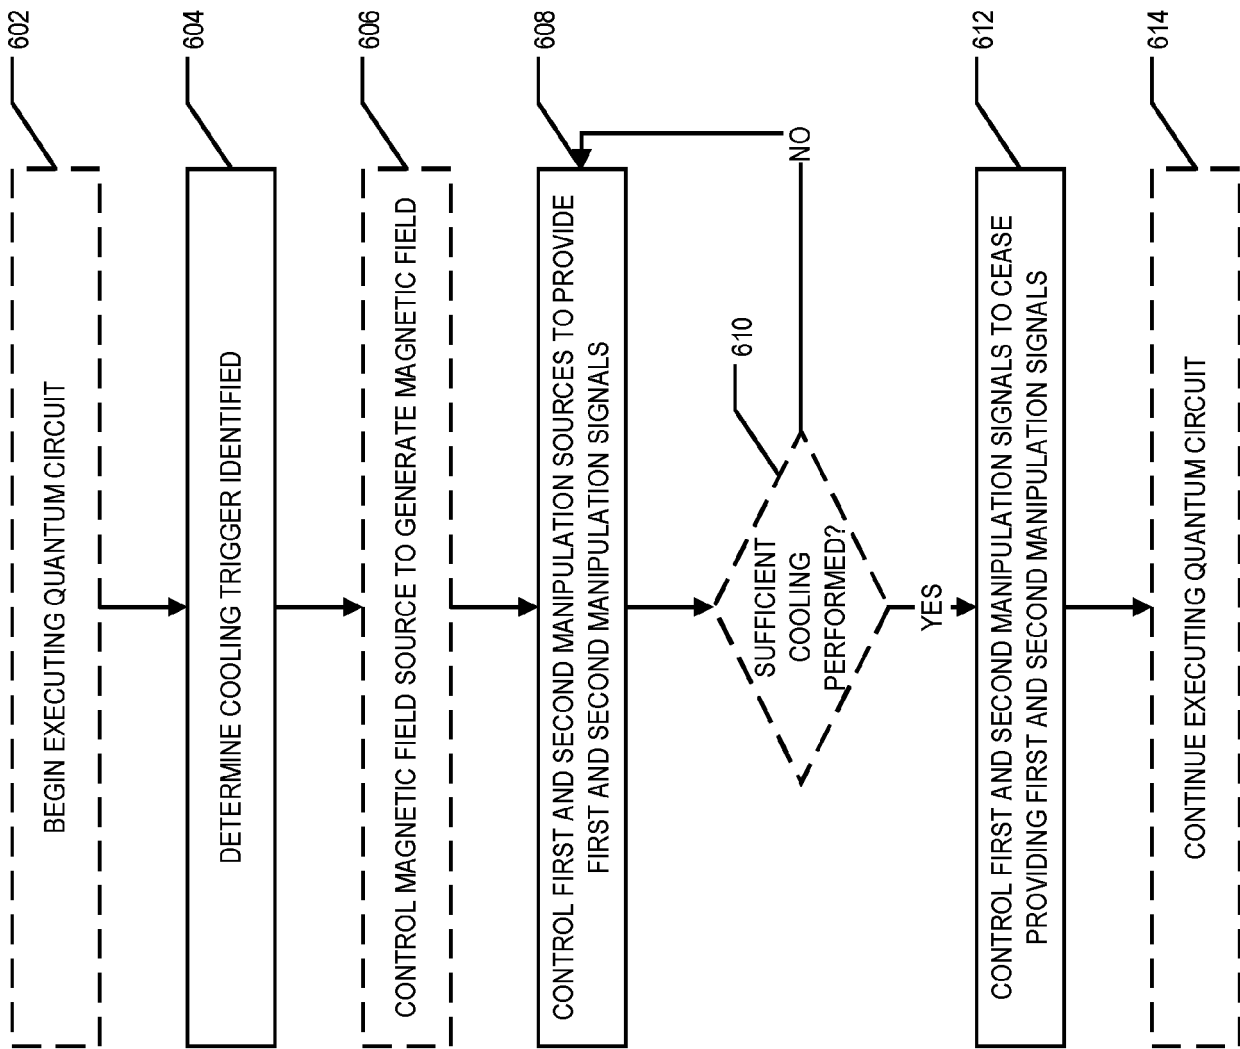 602
BEGIN EXECUTING QUANTUM CIRCUIT
604
DETERMINE COOLING TRIGGER IDENTIFIED
606
CONTROL MAGNETIC FIELD SOURCE TO GENERATE MAGNETIC FIELD
608
CONTROL FIRST AND SECOND MANIPULATION SOURCES TO PROVIDE
FIRST AND SECOND MANIPULATION SIGNALS
610
SUFFICIENT
COOLING
PERFORMED?
NO
YES
612
CONTROL FIRST AND SECOND MANIPULATION SIGNALS TO CEASE
PROVIDING FIRST AND SECOND MANIPULATION SIGNALS
614
CONTINUE EXECUTING QUANTUM CIRCUIT